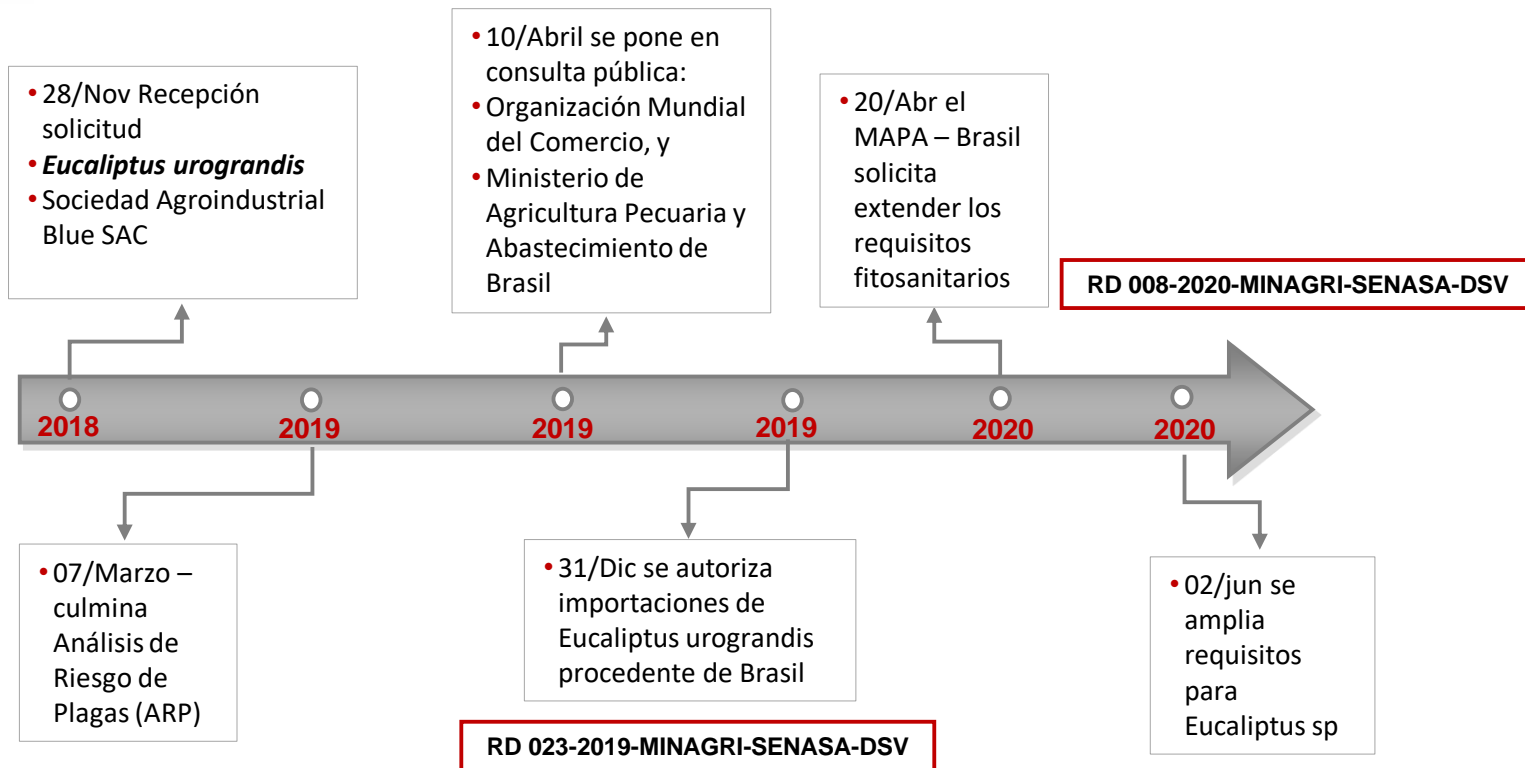 • 28/Nov Recepción
solicitud
• Eucaliptus urograndis
• Sociedad Agroindustrial
Blue SAC
• 10/Abril se pone en
consulta pública:
• Organización Mundial
del Comercio, y
• Ministerio de
Agricultura Pecuaria y
Abastecimiento de
Brasil
• 20/Abr el
MAPA – Brasil
solicita
extender los
requisitos
fitosanitarios
RD 008-2020-MINAGRI-SENASA-DSV
2018
2019
2019
2019
2020
2020
• 07/Marzo –
culmina
Análisis de
Riesgo de
Plagas (ARP)
• 31/Dic se autoriza
importaciones de
Eucaliptus urograndis
procedente de Brasil
RD 023-2019-MINAGRI-SENASA-DSV
• 02/jun se
amplia
requisitos
para
Eucaliptus sp